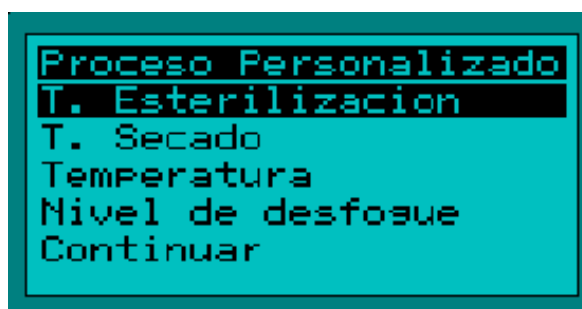 Proceso Personalizado
T. Esterilizacion
T. Secado
Temperatura
Nivel de desfogue
Continuar